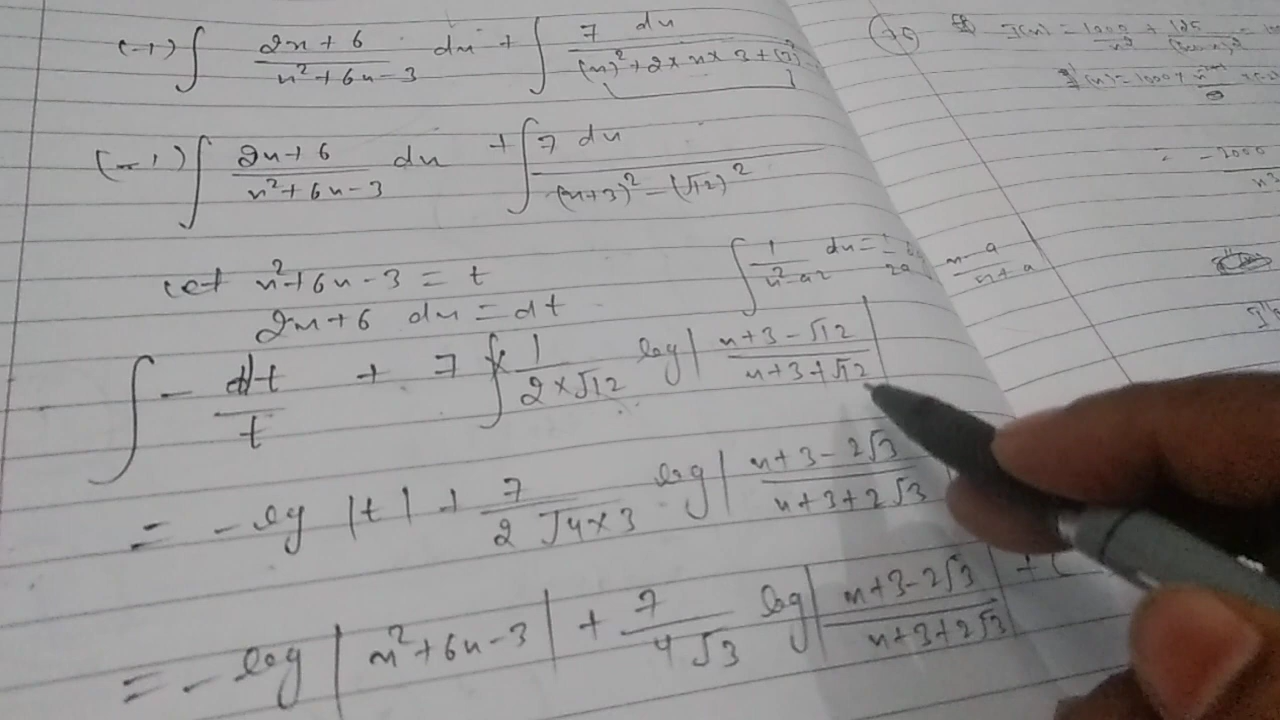 (-1) ∫ (2x+6)/(x²+6x-3) dx + ∫ 7 dx/((x)²+2×x×3+(3)²
(-1) ∫ (2x+6)/(x²+6x-3) dx + ∫ 7 dx/((x+3)²-(√12)²)
Let x²+6x-3 = t
2x+6 dx = dt
∫ 1/(x²-a²) dx = 1/2a (x-a)/(x+a)
∫ -dt/t + 7 × 1/(2×√12) log |(x+3-√12)/(x+3+√12)|
= -log |t| + 7/(2√4×3) log |(x+3-2√3)/(x+3+2√3)|
= -log |x²+6x-3| + 7/(4√3) log |(x+3-2√3)/(x+3+2√3)| + C